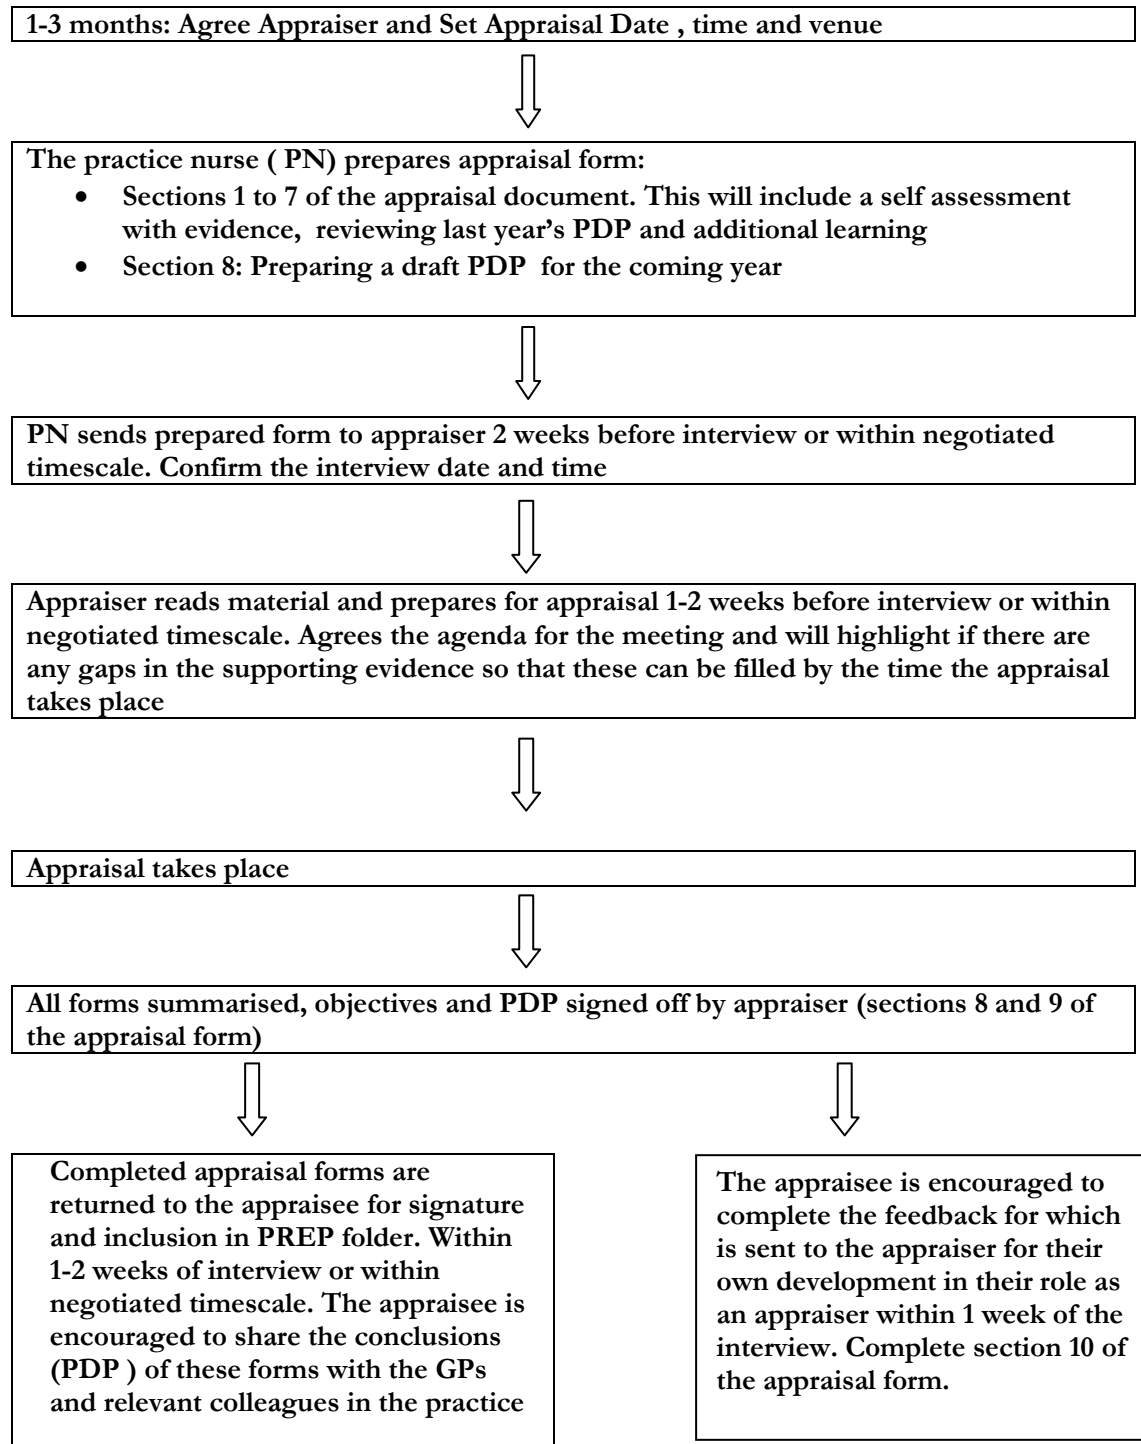 1-3 months: Agree Appraiser and Set Appraisal Date , time and venue
The practice nurse ( PN) prepares appraisal form:
• Sections 1 to 7 of the appraisal document. This will include a self assessment
with evidence, reviewing last year’s PDP and additional learning
• Section 8: Preparing a draft PDP for the coming year
PN sends prepared form to appraiser 2 weeks before interview or within negotiated
timescale. Confirm the interview date and time
Appraiser reads material and prepares for appraisal 1-2 weeks before interview or within
negotiated timescale. Agrees the agenda for the meeting and will highlight if there are
any gaps in the supporting evidence so that these can be filled by the time the appraisal
takes place
Appraisal takes place
All forms summarised, objectives and PDP signed off by appraiser (sections 8 and 9 of
the appraisal form)
Completed appraisal forms are
returned to the appraisee for signature
and inclusion in PREP folder. Within
1-2 weeks of interview or within
negotiated timescale. The appraisee is
encouraged to share the conclusions
(PDP ) of these forms with the GPs
and relevant colleagues in the practice
The appraisee is encouraged to
complete the feedback for which
is sent to the appraiser for their
own development in their role as
an appraiser within 1 week of the
interview. Complete section 10 of
the appraisal form.